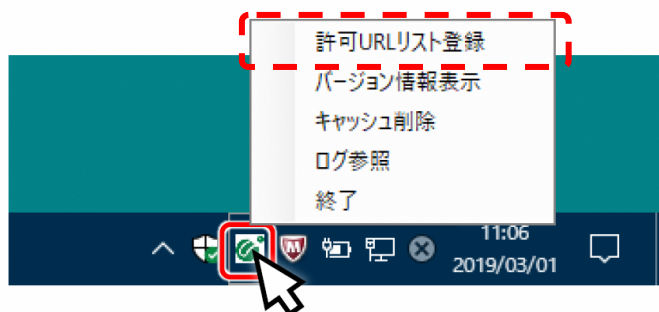 許可URLリスト登録
バージョン情報表示
キャッシュ削除
ログ参照
終了
11:06
2019/03/01